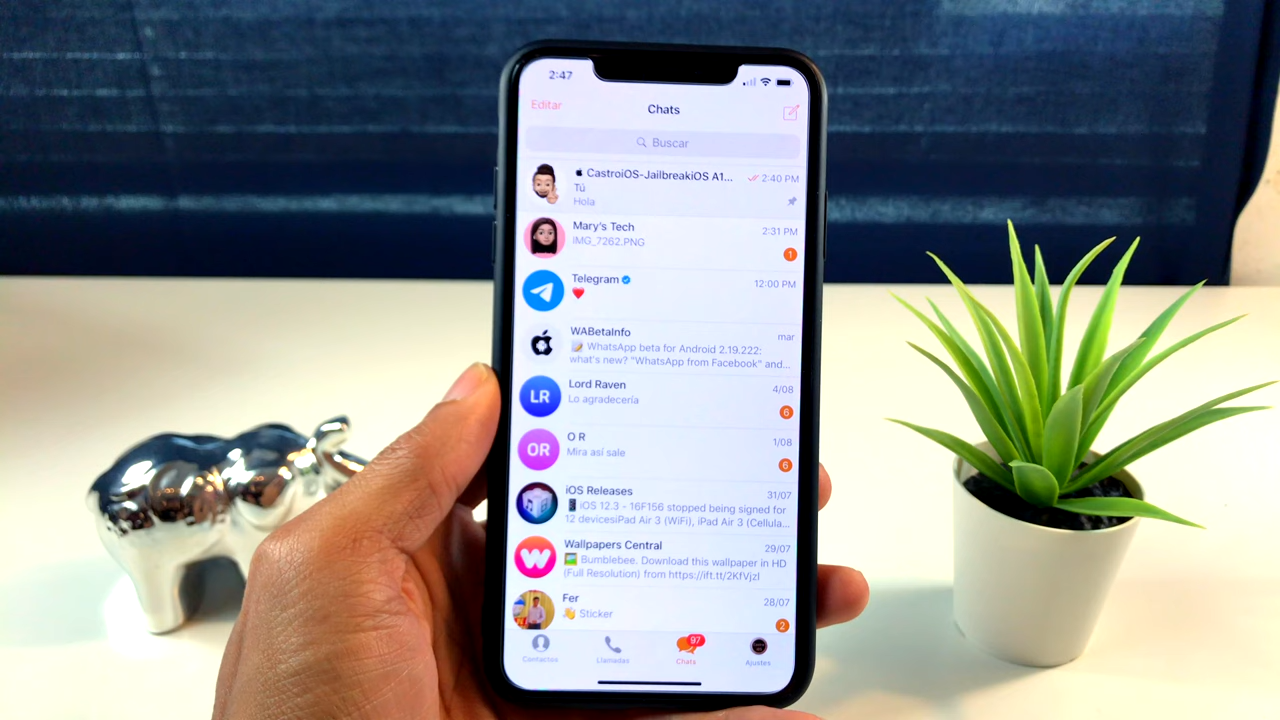 2:47
Editar
Chats
Buscar
CastroiOS-JailbreakiOS A1...
2:40 PM
Tú
Hola
Mary's Tech
2:31 PM
IMG_7262.PNG
1
Telegram
12:00 PM
WABetaInfo
mar
WhatsApp beta for Android 2.19.222:
what's new? "WhatsApp from Facebook" and...
LR
Lord Raven
4/08
Lo agradecería
6
OR
O R
1/08
Mira así sale
6
iOS Releases
31/07
iOS 12.3 - 16F156 stopped being signed for
12 devicesiPad Air 3 (WiFi), iPad Air 3 (Cellula...
W
Wallpapers Central
29/07
Bumblebee. Download this wallpaper in HD
(Full Resolution) from https://ift.tt/2KfVjzI
Fer
28/07
Sticker
2
97
Contactos
Llamadas
Chats
Ajustes